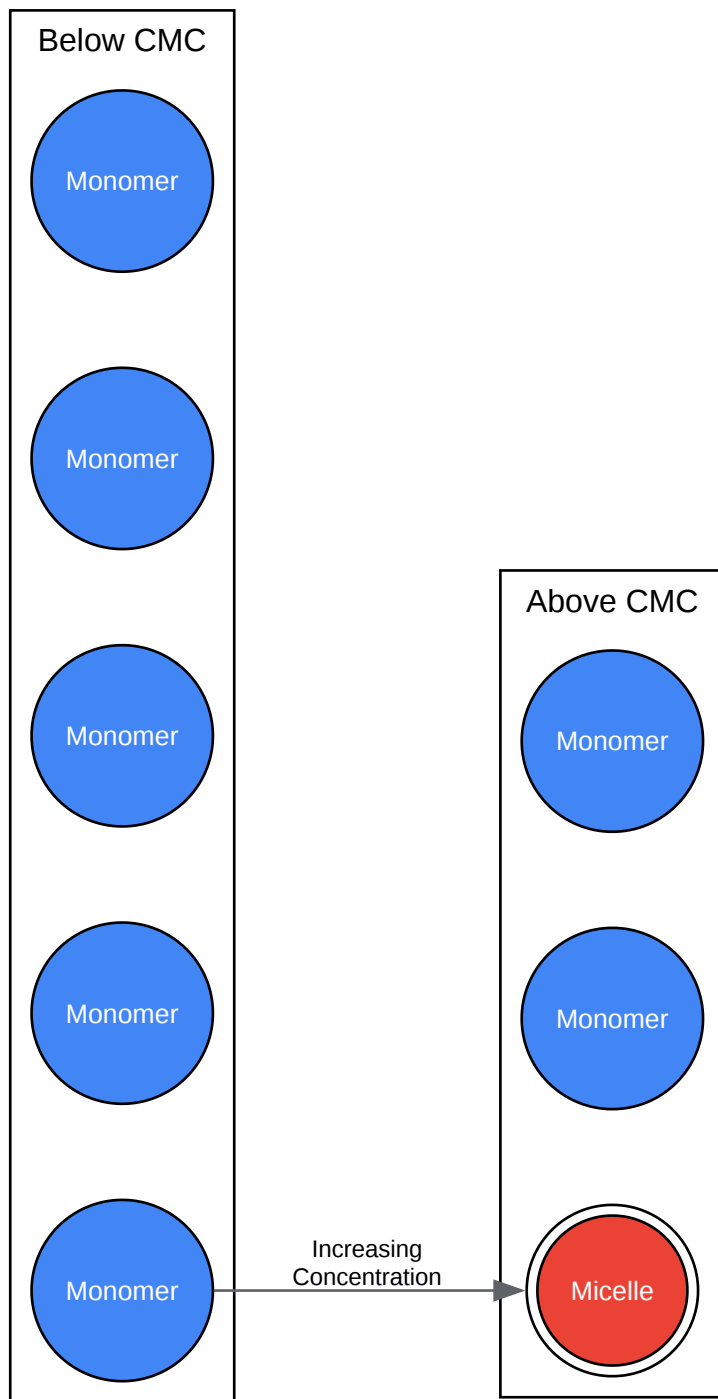 Below CMC
Monomer
Monomer
Monomer
Monomer
Monomer
Increasing
Concentration
Above CMC
Monomer
Monomer
Micelle